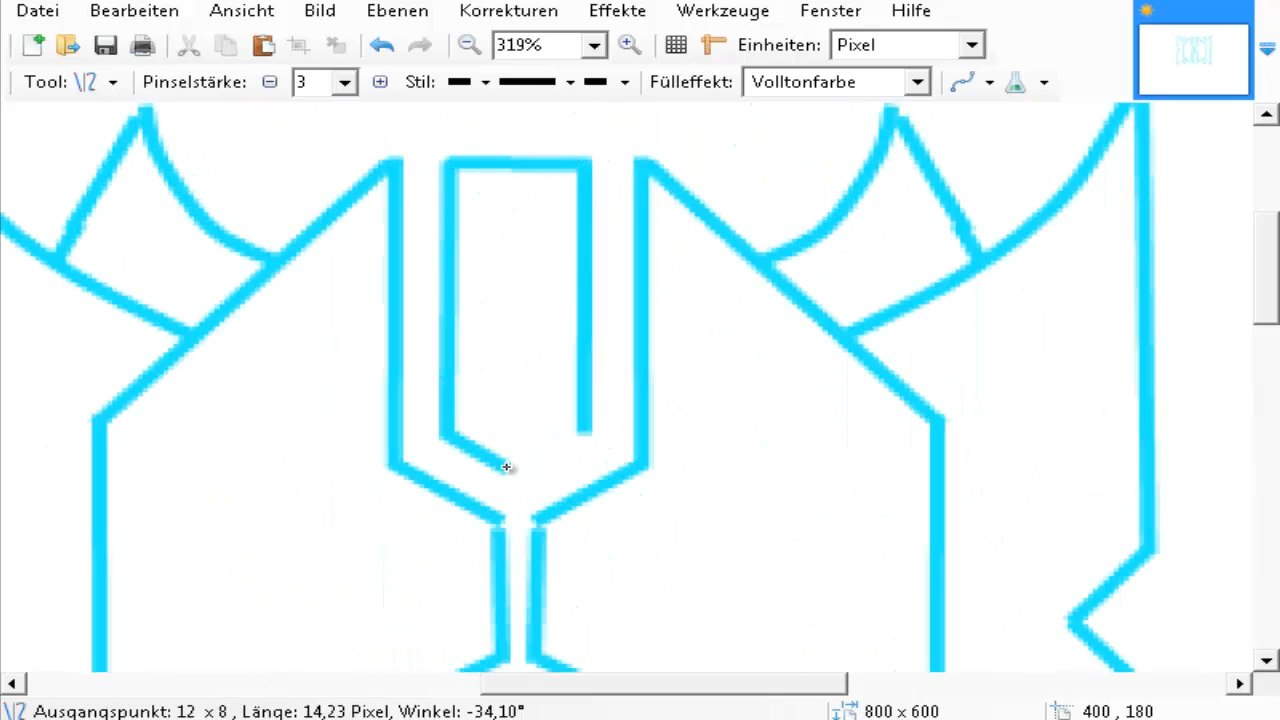 Datei Bearbeiten Ansicht Bild Ebenen Korrekturen Effekte Werkzeuge Fenster Hilfe
319% Einheiten: Pixel
Tool: Pinselstärke: 3 Stil: Fülleffekt: Volltonfarbe
Ausgangspunkt: 12 x 8 , Länge: 14,23 Pixel, Winkel: -34,10° 800 x 600 400 , 180